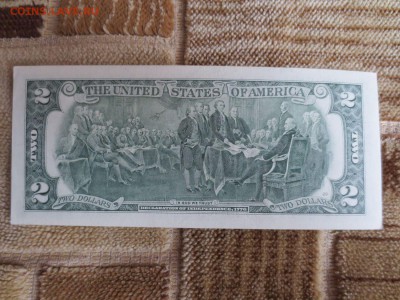 COINS.SU
2 THE UNITED STATES OF AMERICA 2
TWO TWO
IN GOD WE TRUST
2 DECLARATION OF INDEPENDENCE, 1776 2
TWO DOLLARS TWO DOLLARS